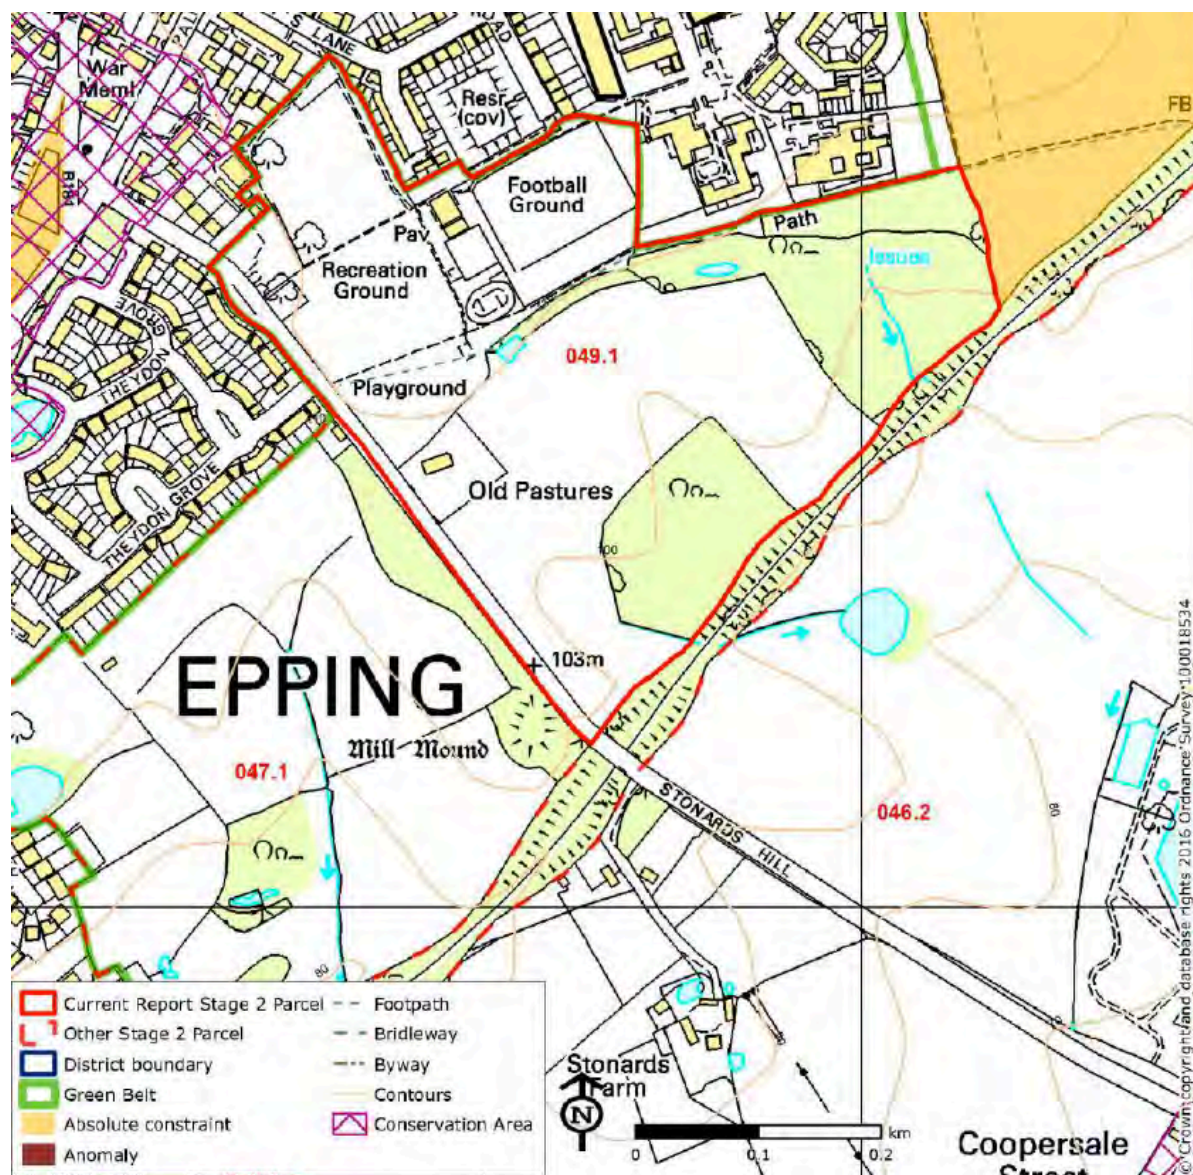 S LANE
ROAD
War
Meml
Resr
(cov)
FB
B181
Football
Ground
Path
Pav
Issues
Recreation
Ground
049.1
Playground
THEYDON
GROVE
Old Pastures
THEYDON GROVE
100
103m
EPPING
Mill Mound
047.1
STONARDS HILL
046.2
80
80
Stonards
Farm
N
km
0 0.1 0.2
Coopersale
Street
Current Report Stage 2 Parcel
Other Stage 2 Parcel
District boundary
Green Belt
Absolute constraint
Anomaly
Footpath
Bridleway
Byway
Contours
Conservation Area
Crown copyright and database rights 2016 Ordnance Survey 100018534